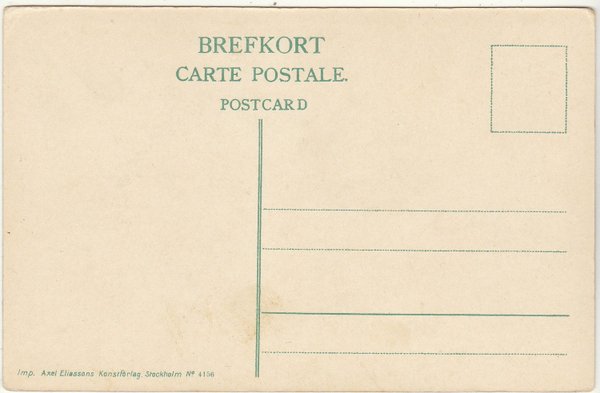 BREFKORT
CARTE POSTALE.
POSTCARD
Imp. Axel Eliassons Konstförlag, Stockholm Nº 4156